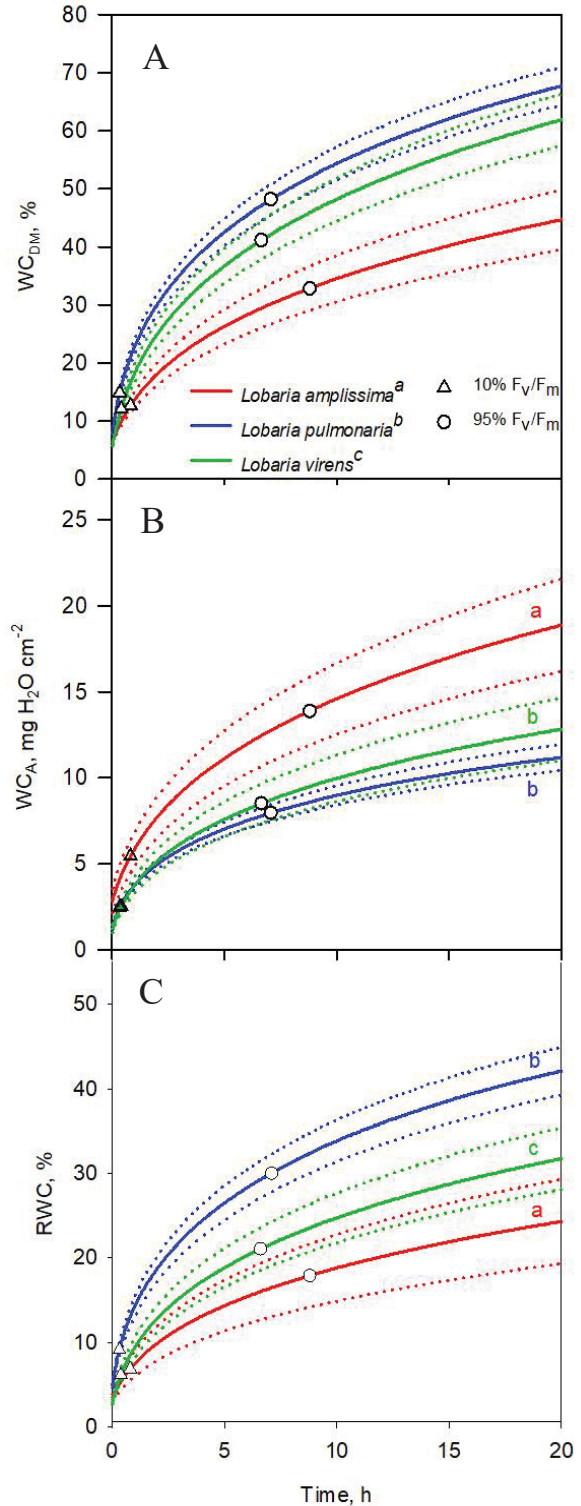 80
A
70
60
50
WC_DM, %
40
30
20
Lobaria amplissima^a △ 10% F_V/F_m
Lobaria pulmonaria^b ○ 95% F_V/F_m
10
Lobaria virens^c
0
B
25
20
a
15
WC_A, mg H_2O cm^-2
b
10
b
5
0
C
50
b
40
c
30
RWC, %
a
20
10
0
0 5 10 15 20
Time, h